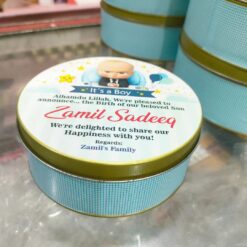 It's a Boy
Alhamdu Lillah, We're pleased to
announce... the Birth of our beloved Son
Zamil Sadeeq
We're delighted to share our
Happiness with you!
Regards:
Zamil's Family